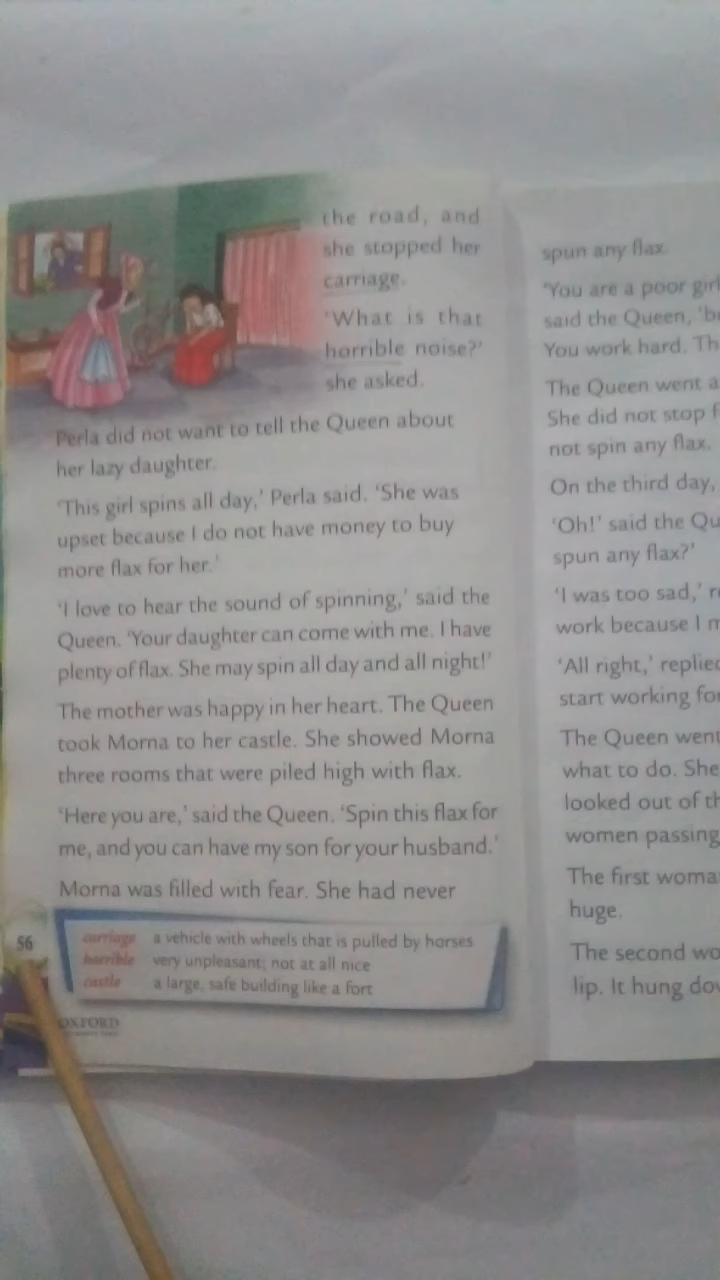 the road, and
she stopped her
carriage.
‘What is that
horrible noise?’
she asked.
Perla did not want to tell the Queen about
her lazy daughter.
‘This girl spins all day,’ Perla said. ‘She was
upset because I do not have money to buy
more flax for her.’
‘I love to hear the sound of spinning,’ said the
Queen. ‘Your daughter can come with me. I have
plenty of flax. She may spin all day and all night!’
The mother was happy in her heart. The Queen
took Morna to her castle. She showed Morna
three rooms that were piled high with flax.
‘Here you are,’ said the Queen. ‘Spin this flax for
me, and you can have my son for your husband.’
Morna was filled with fear. She had never
carriage a vehicle with wheels that is pulled by horses
horrible very unpleasant; not at all nice
castle a large, safe building like a fort
56
OXFORD
spun any flax.
‘You are a poor girl
said the Queen, ‘b
You work hard. Th
The Queen went a
She did not stop f
not spin any flax.
On the third day,
‘Oh!’ said the Qu
spun any flax?’
‘I was too sad,’ r
work because I m
‘All right,’ replied
start working for
The Queen went
what to do. She
looked out of th
women passing
The first woma
huge.
The second wo
lip. It hung dow